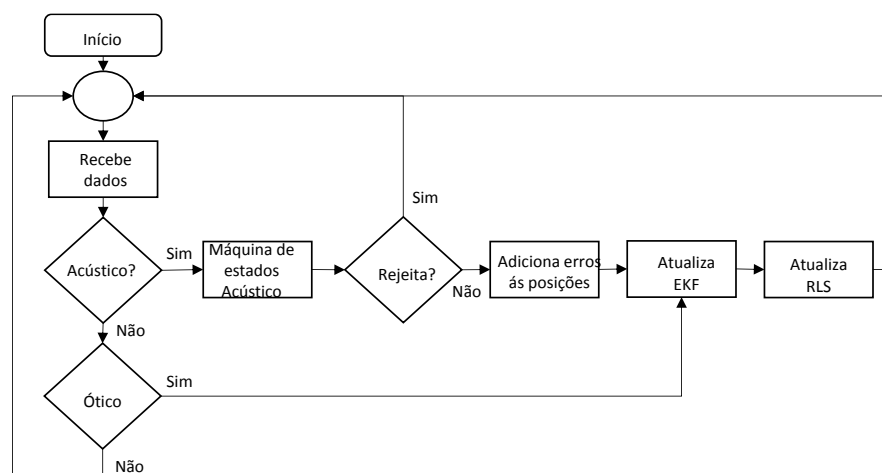 Início
Recebe
dados
Sim
Acústico?
Sim
Máquina de
estados
Acústico
Rejeita?
Não
Adiciona erros
ás posições
Atualiza
EKF
Atualiza
RLS
Não
Ótico
Sim
Não